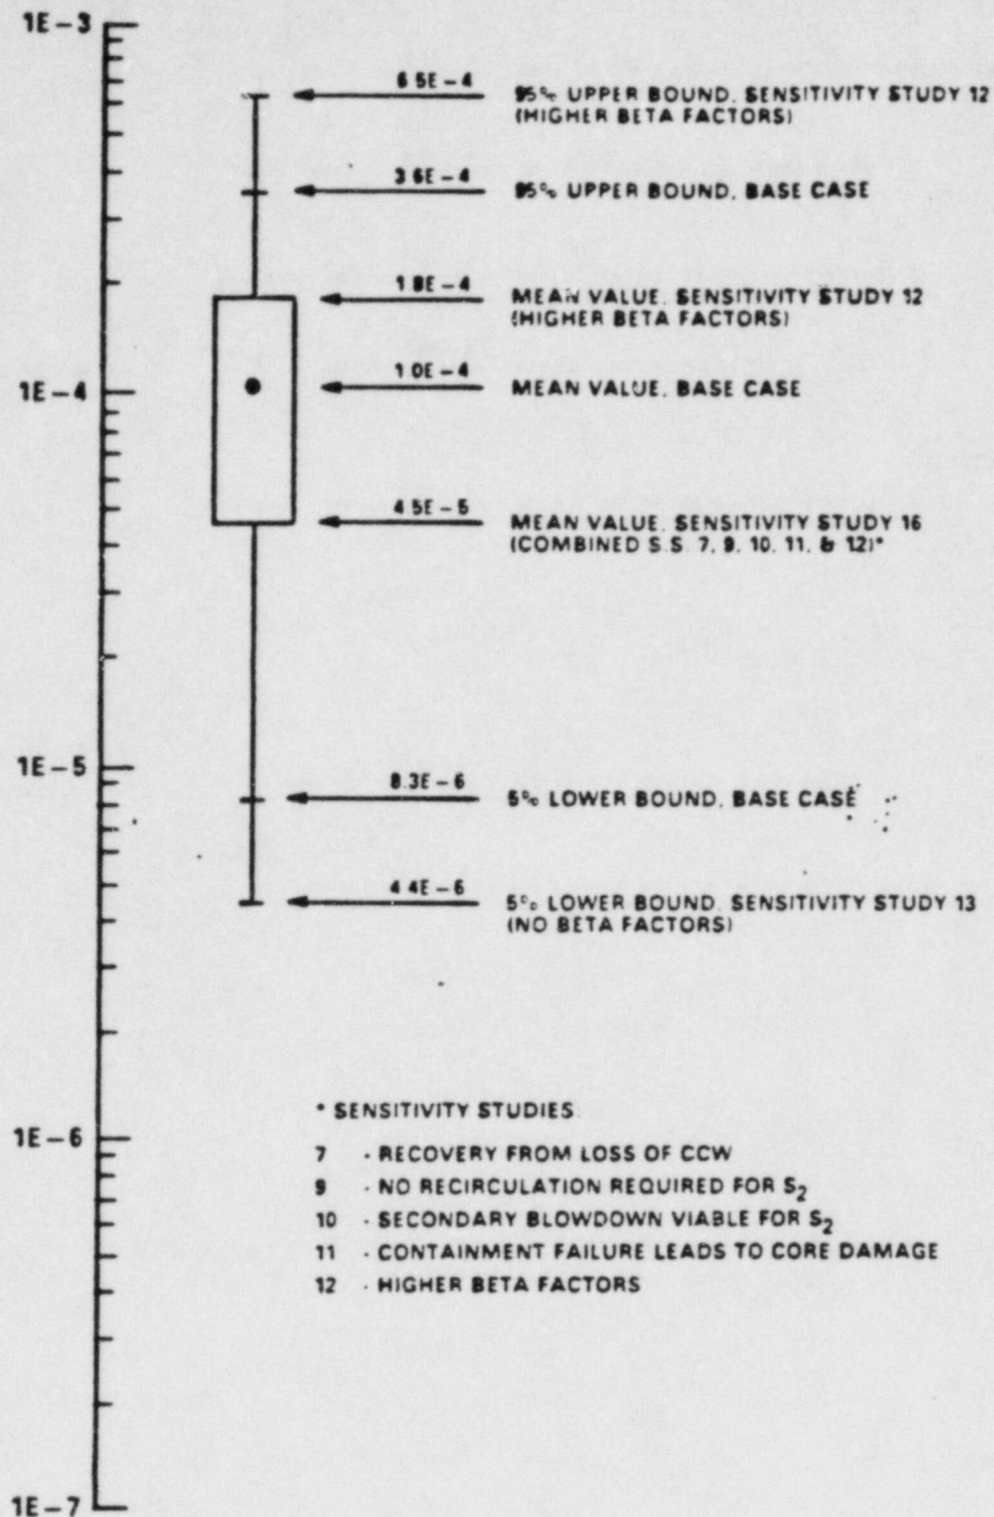 1E-3
6.5E-4
95% UPPER BOUND, SENSITIVITY STUDY 12
(HIGHER BETA FACTORS)
3.6E-4
95% UPPER BOUND, BASE CASE
1.8E-4
MEAN VALUE, SENSITIVITY STUDY 12
(HIGHER BETA FACTORS)
1E-4
1.0E-4
MEAN VALUE, BASE CASE
4.5E-5
MEAN VALUE, SENSITIVITY STUDY 16
(COMBINED S.S. 7, 9, 10, 11, & 12)*
1E-5
8.3E-6
5% LOWER BOUND, BASE CASE
4.4E-6
5% LOWER BOUND, SENSITIVITY STUDY 13
(NO BETA FACTORS)
* SENSITIVITY STUDIES
1E-6
7 - RECOVERY FROM LOSS OF CCW
9 - NO RECIRCULATION REQUIRED FOR S₂
10 - SECONDARY BLOWDOWN VIABLE FOR S₂
11 - CONTAINMENT FAILURE LEADS TO CORE DAMAGE
12 - HIGHER BETA FACTORS
1E-7